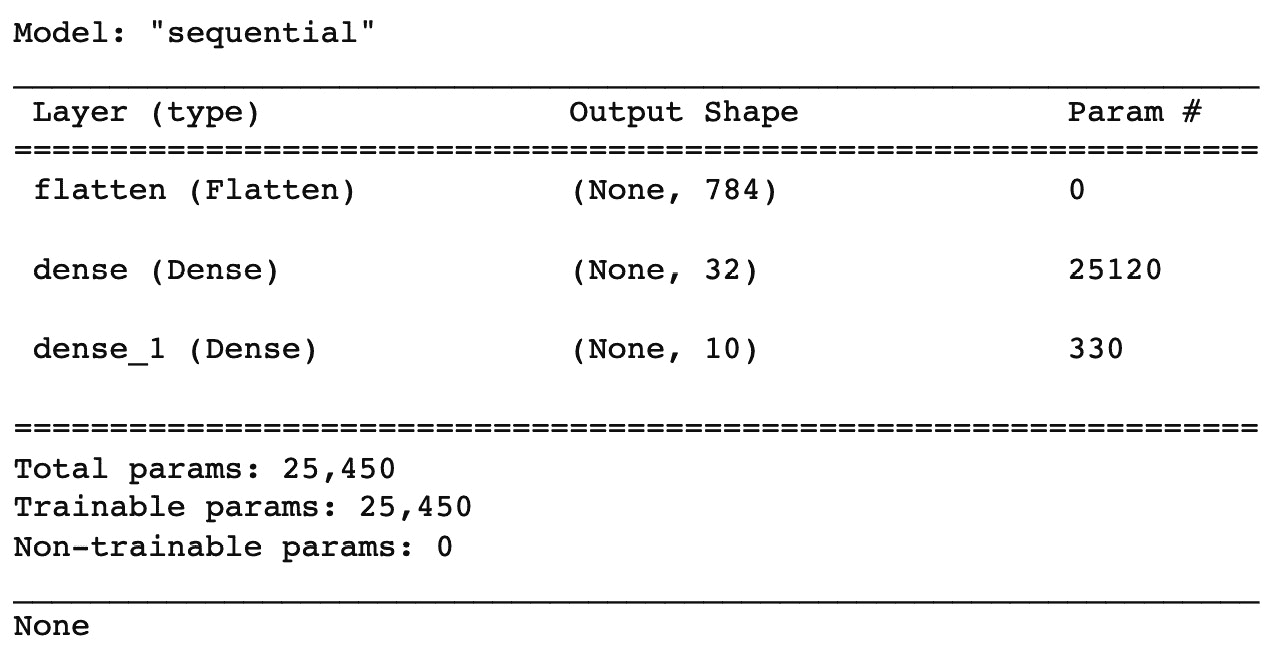 Model: "sequential"
Layer (type) Output Shape Param #
=================================================================
flatten (Flatten) (None, 784) 0
dense (Dense) (None, 32) 25120
dense_1 (Dense) (None, 10) 330
=================================================================
Total params: 25,450
Trainable params: 25,450
Non-trainable params: 0
None